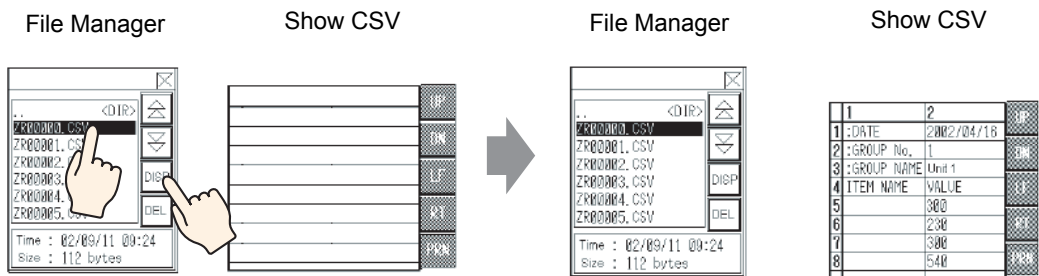 File Manager
Show CSV
File Manager
Show CSV
..
<DIR>
ZR00000.CSV
ZR00001.CS
ZR00002.
ZR00003.
ZR00004.
ZR00005.
DISP
DEL
Time : 02/09/11 09:24
Size : 112 bytes
UP
DN
LF
RT
PRN
..
<DIR>
ZR00000.CSV
ZR00001.CSV
ZR00002.CSV
ZR00003.CSV
ZR00004.CSV
ZR00005.CSV
DISP
DEL
Time : 02/09/11 09:24
Size : 112 bytes
1 2
1 :DATE 2002/04/16
2 :GROUP No. 1
3 :GROUP NAME Unit 1
4 ITEM NAME VALUE
5 300
6 230
7 300
8 540
UP
DN
LF
RT
PRN